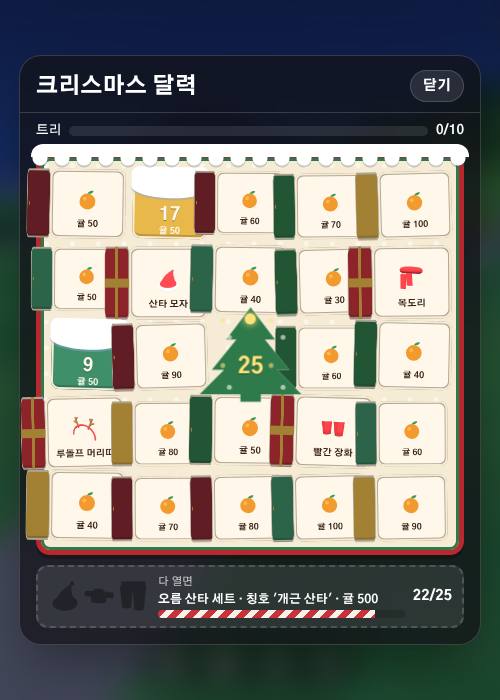 크리스마스 달력
닫기
트리
0/10
귤 50
17
귤 50
귤 60
귤 70
귤 100
귤 50
산타 모자
귤 40
귤 30
목도리
9
귤 50
귤 90
25
귤 60
귤 40
루돌프 머리띠
귤 80
귤 50
빨간 장화
귤 60
귤 40
귤 70
귤 80
귤 100
귤 90
다 열면
오름 산타 세트 · 칭호 ‘개근 산타’ · 귤 500
22/25